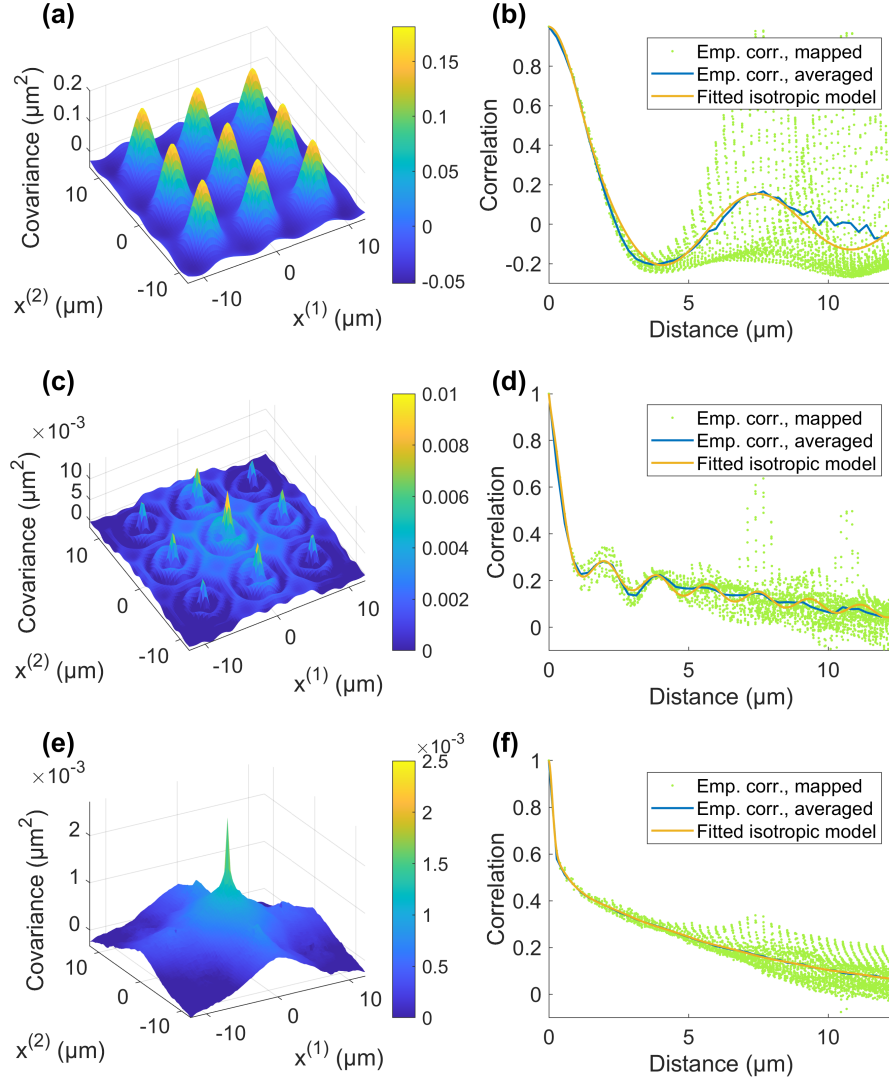 (a)
Covariance (μm²)
0.2
0.1
0
10
0
-10
x⁽²⁾ (μm)
-10
0
10
x⁽¹⁾ (μm)
0.15
0.1
0.05
0
-0.05
(b)
Correlation
0.8
0.6
0.4
0.2
0
-0.2
0
5
10
Distance (μm)
Emp. corr., mapped
Emp. corr., averaged
Fitted isotropic model
(c)
×10⁻³
Covariance (μm²)
10
5
0
10
0
-10
x⁽²⁾ (μm)
-10
0
10
x⁽¹⁾ (μm)
0.01
0.008
0.006
0.004
0.002
0
(d)
Correlation
1
0.8
0.6
0.4
0.2
0
0
5
10
Distance (μm)
Emp. corr., mapped
Emp. corr., averaged
Fitted isotropic model
(e)
×10⁻³
Covariance (μm²)
2
1
0
10
0
-10
x⁽²⁾ (μm)
-10
0
10
x⁽¹⁾ (μm)
×10⁻³
2.5
2
1.5
1
0.5
0
(f)
Correlation
1
0.8
0.6
0.4
0.2
0
0
5
10
Distance (μm)
Emp. corr., mapped
Emp. corr., averaged
Fitted isotropic model